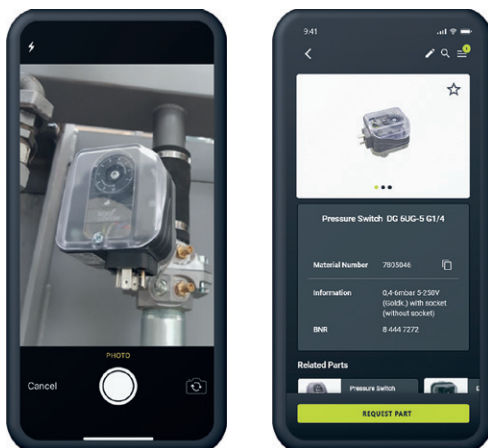 PHOTO
Cancel
9:41
Pressure Switch DG 6UG-5 G1/4
Material Number 7805046
Information 0,4-6mbar 5-250V
(Goldk.) with socket
(without socket)
BNR 8 444 7272
Related Parts
Pressure Switch
REQUEST PART